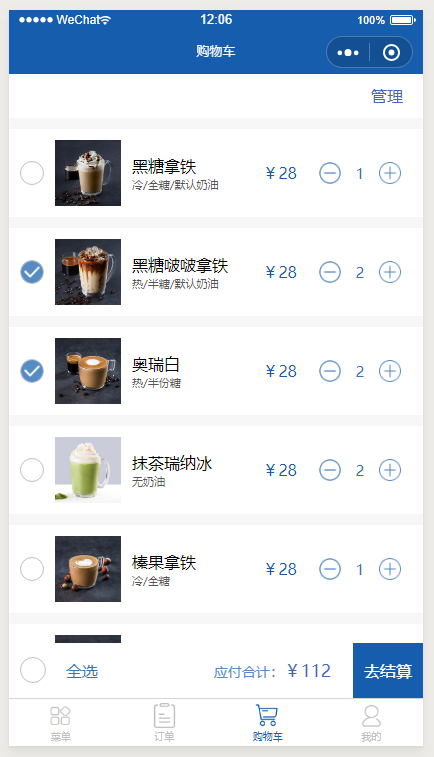 WeChat 12:06 100%
购物车
管理
黑糖拿铁
冷/全糖/默认奶油
¥ 28 1
黑糖啵啵拿铁
热/半糖/默认奶油
¥ 28 2
奥瑞白
热/半份糖
¥ 28 2
抹茶瑞纳冰
无奶油
¥ 28 2
榛果拿铁
冷/全糖
¥ 28 1
全选 应付合计： ¥ 112 去结算
菜单 订单 购物车 我的